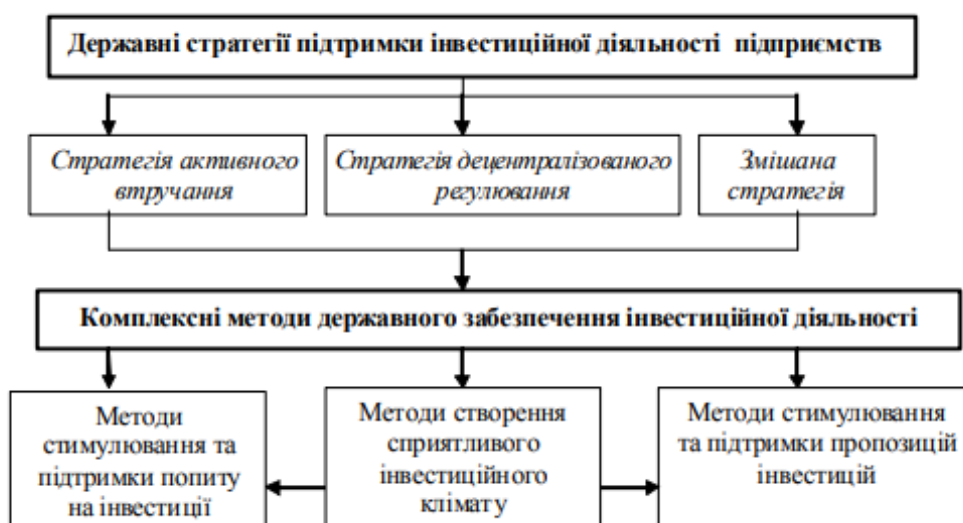 Державні стратегії підтримки інвестиційної діяльності підприємств
Стратегія активного
втручання
Стратегія децентралізованого
регулювання
Змішана
стратегія
Комплексні методи державного забезпечення інвестиційної діяльності
Методи
стимулювання та
підтримки попиту
на інвестиції
Методи створення
сприятливого
інвестиційного
клімату
Методи стимулювання
та підтримки пропозицій
інвестицій